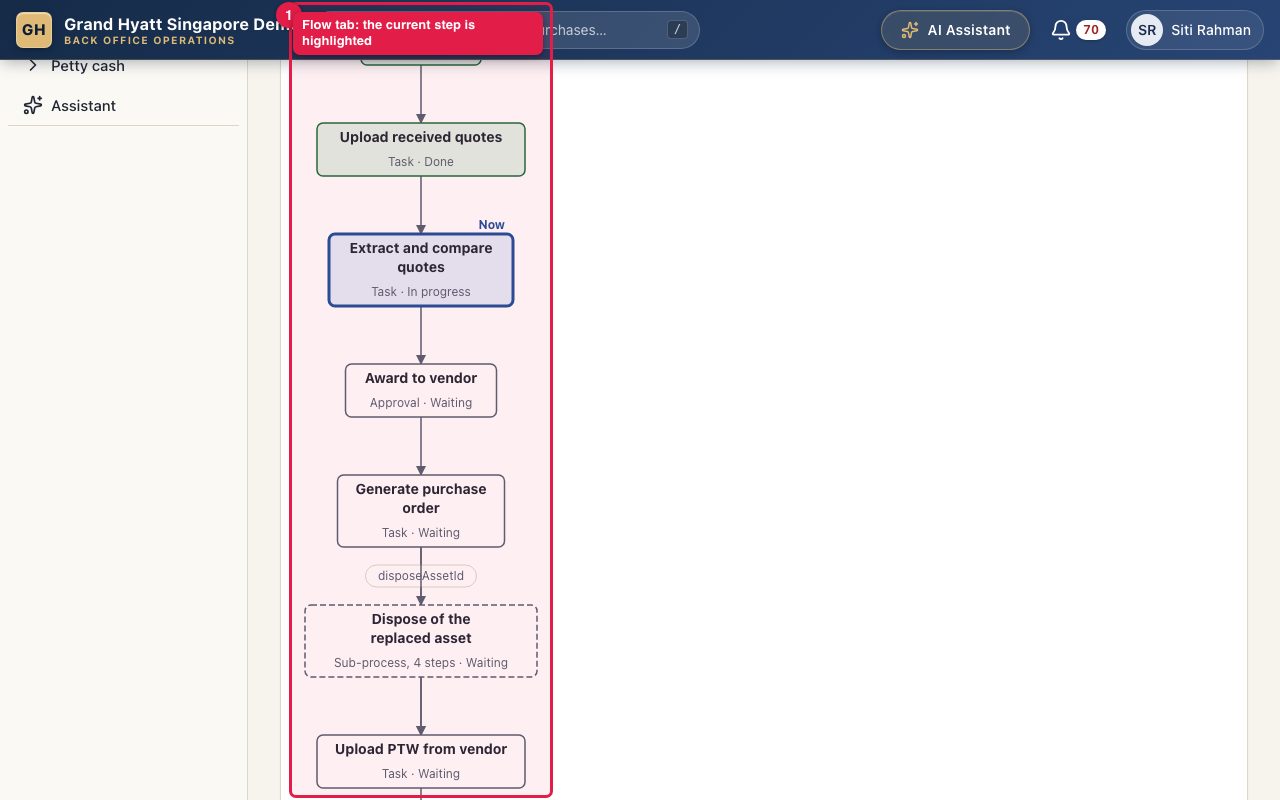 GH
Grand Hyatt Singapore Dem
BACK OFFICE OPERATIONS
1
Flow tab: the current step is
highlighted
rchases...
/
AI Assistant
70
SR
Siti Rahman
Petty cash
Assistant
Upload received quotes
Task · Done
Now
Extract and compare
quotes
Task · In progress
Award to vendor
Approval · Waiting
Generate purchase
order
Task · Waiting
disposeAssetId
Dispose of the
replaced asset
Sub-process, 4 steps · Waiting
Upload PTW from vendor
Task · Waiting